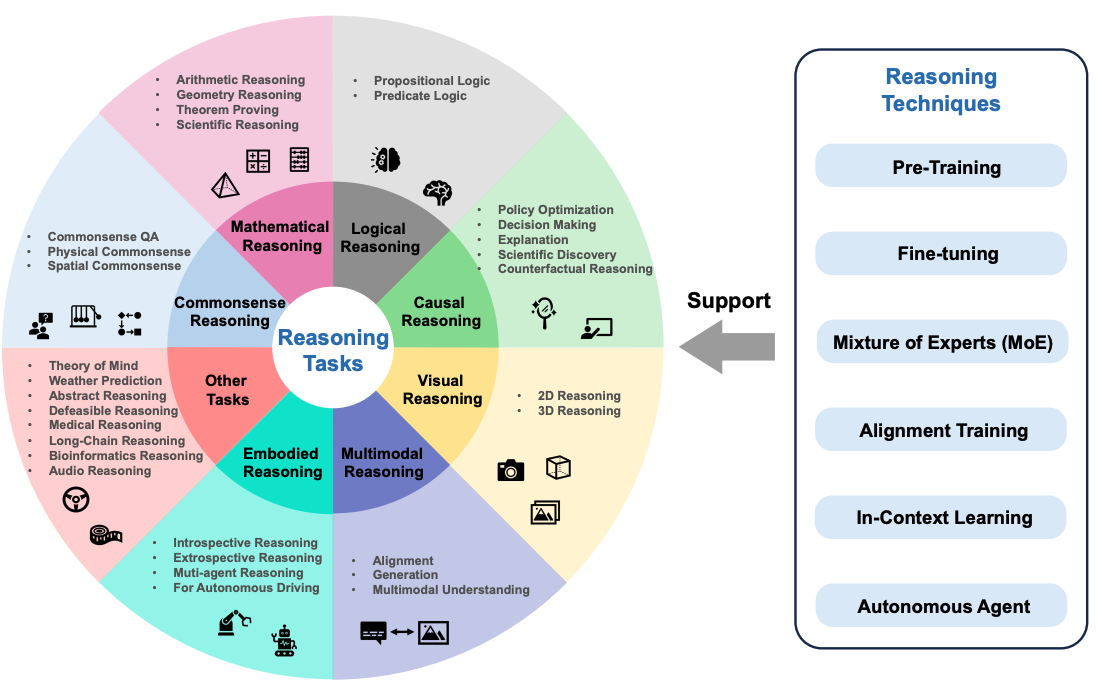 Arithmetic Reasoning
Geometry Reasoning
Theorem Proving
Scientific Reasoning
Mathematical
Reasoning
Propositional Logic
Predicate Logic
Logical
Reasoning
Policy Optimization
Decision Making
Explanation
Scientific Discovery
Counterfactual Reasoning
Causal
Reasoning
2D Reasoning
3D Reasoning
Visual
Reasoning
Alignment
Generation
Multimodal Understanding
Multimodal
Reasoning
Introspective Reasoning
Extrospective Reasoning
Muti-agent Reasoning
For Autonomous Driving
Embodied
Reasoning
Theory of Mind
Weather Prediction
Abstract Reasoning
Defeasible Reasoning
Medical Reasoning
Long-Chain Reasoning
Bioinformatics Reasoning
Audio Reasoning
Other
Tasks
Commonsense QA
Physical Commonsense
Spatial Commonsense
Commonsense
Reasoning
Reasoning
Tasks
Support
Reasoning
Techniques
Pre-Training
Fine-tuning
Mixture of Experts (MoE)
Alignment Training
In-Context Learning
Autonomous Agent